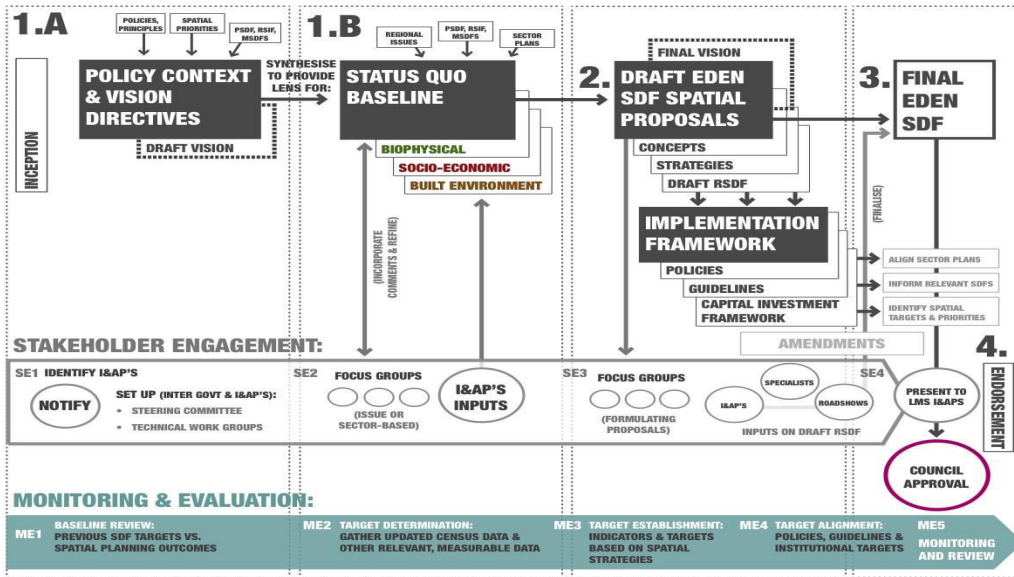 1.A
POLICIES,
PRINCIPLES
SPATIAL
PRIORITIES
PSDF, RSIF,
MSDFS
POLICY CONTEXT
& VISION
DIRECTIVES
DRAFT VISION
INCEPTION
SYNTHESISE
TO PROVIDE
LENS FOR:
1.B
REGIONAL
ISSUES
PSDF, RSIF,
MSDFS
SECTOR
PLANS
STATUS QUO
BASELINE
BIOPHYSICAL
SOCIO-ECONOMIC
BUILT ENVIRONMENT
(INCORPORATE
COMMENTS & REFINE)
2.
FINAL VISION
DRAFT EDEN
SDF SPATIAL
PROPOSALS
CONCEPTS
STRATEGIES
DRAFT RSDF
IMPLEMENTATION
FRAMEWORK
POLICIES
GUIDELINES
CAPITAL INVESTMENT
FRAMEWORK
3.
FINAL
EDEN
SDF
(FINALISE)
ALIGN SECTOR PLANS
INFORM RELEVANT SDFS
IDENTIFY SPATIAL
TARGETS & PRIORITIES
AMENDMENTS
4.
ENDORSEMENT
STAKEHOLDER ENGAGEMENT:
SE1 IDENTIFY I&AP'S
NOTIFY
SET UP (INTER GOVT & I&AP'S):
• STEERING COMMITTEE
• TECHNICAL WORK GROUPS
SE2
FOCUS GROUPS
(ISSUE OR
SECTOR-BASED)
I&AP'S
INPUTS
SE3
FOCUS GROUPS
(FORMULATING
PROPOSALS)
I&AP'S
SPECIALISTS
ROADSHOWS
INPUTS ON DRAFT RSDF
SE4
PRESENT TO
LMS I&APS
COUNCIL
APPROVAL
MONITORING & EVALUATION:
ME1
BASELINE REVIEW:
PREVIOUS SDF TARGETS VS.
SPATIAL PLANNING OUTCOMES
ME2
TARGET DETERMINATION:
GATHER UPDATED CENSUS DATA &
OTHER RELEVANT, MEASURABLE DATA
ME3
TARGET ESTABLISHMENT:
INDICATORS & TARGETS
BASED ON SPATIAL
STRATEGIES
ME4
TARGET ALIGNMENT:
POLICIES, GUIDELINES &
INSTITUTIONAL TARGETS
ME5
MONITORING
AND REVIEW